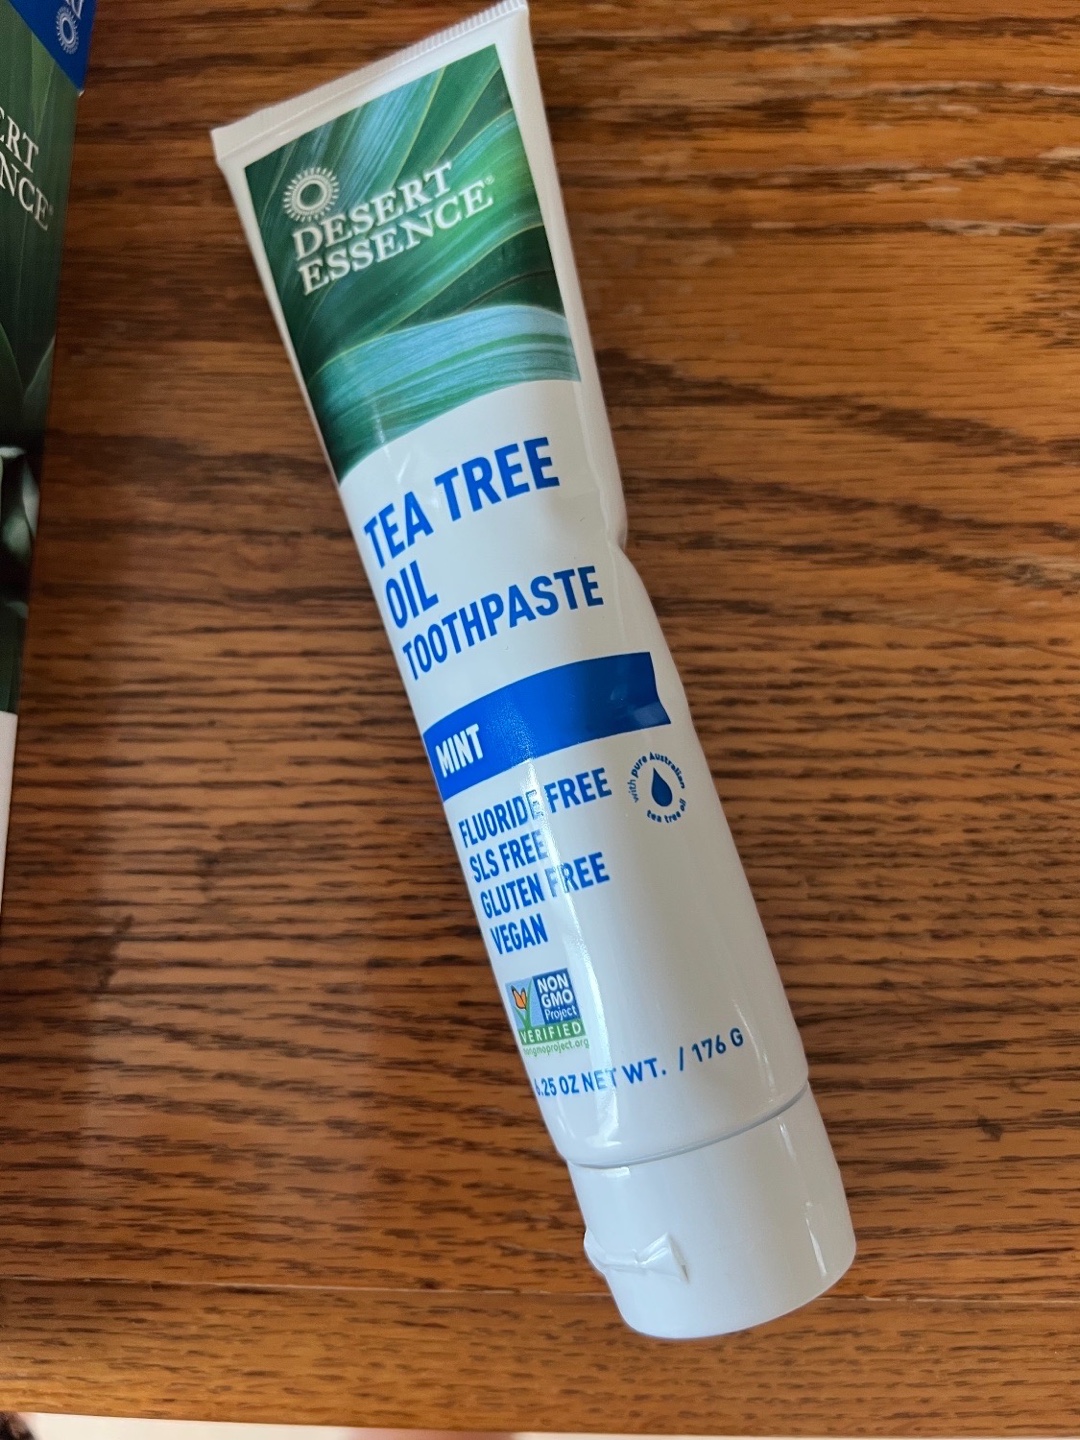 DESERT
ESSENCE®
TEA TREE
OIL
TOOTHPASTE
MINT
FLUORIDE FREE
SLS FREE
GLUTEN FREE
VEGAN
with pure Australian tea tree oil
NON
GMO
Project
VERIFIED
nongmoproject.org
6.25 OZ NET WT. / 176 G
ERT
NCE